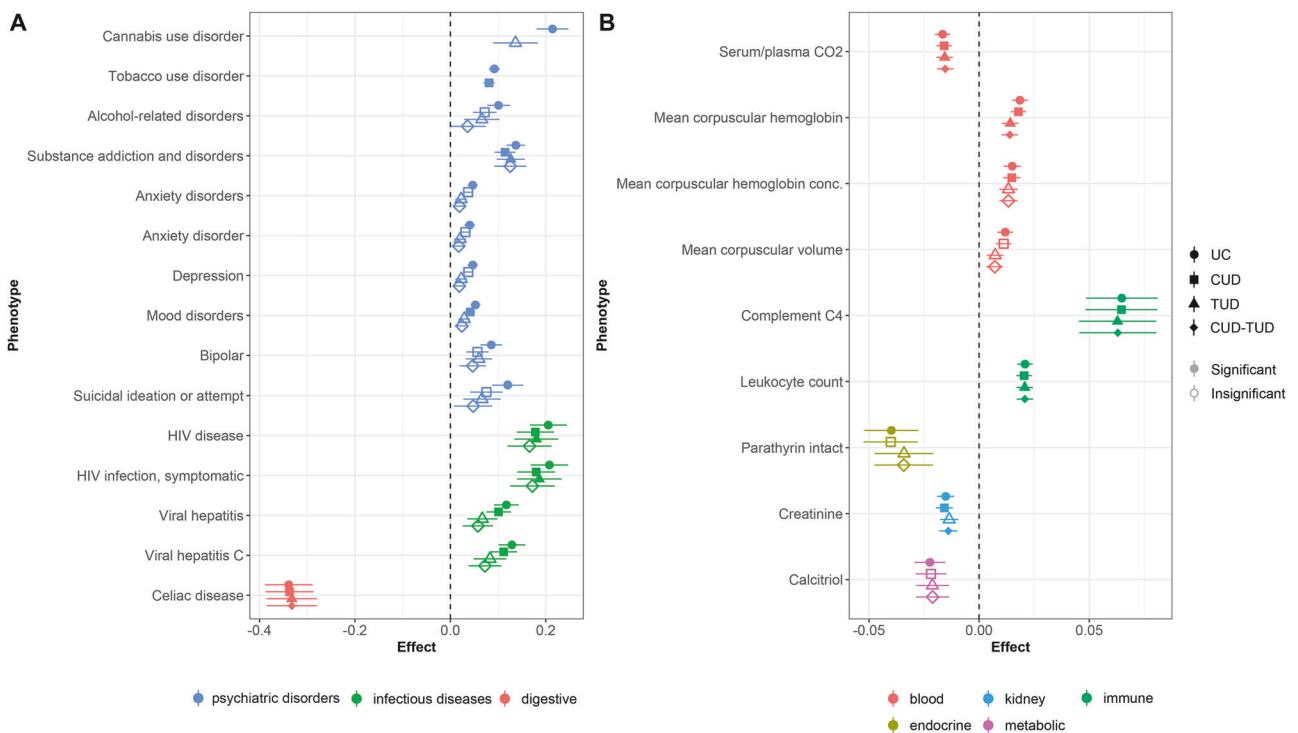 A
Phenotype
Cannabis use disorder
Tobacco use disorder
Alcohol-related disorders
Substance addiction and disorders
Anxiety disorders
Anxiety disorder
Depression
Mood disorders
Bipolar
Suicidal ideation or attempt
HIV disease
HIV infection, symptomatic
Viral hepatitis
Viral hepatitis C
Celiac disease
-0.4 -0.2 0.0 0.2
Effect
psychiatric disorders infectious diseases digestive
B
Phenotype
Serum/plasma CO2
Mean corpuscular hemoglobin
Mean corpuscular hemoglobin conc.
Mean corpuscular volume
Complement C4
Leukocyte count
Parathyrin intact
Creatinine
Calcitriol
-0.05 0.00 0.05
Effect
blood kidney immune
endocrine metabolic
UC
CUD
TUD
CUD-TUD
Significant
Insignificant